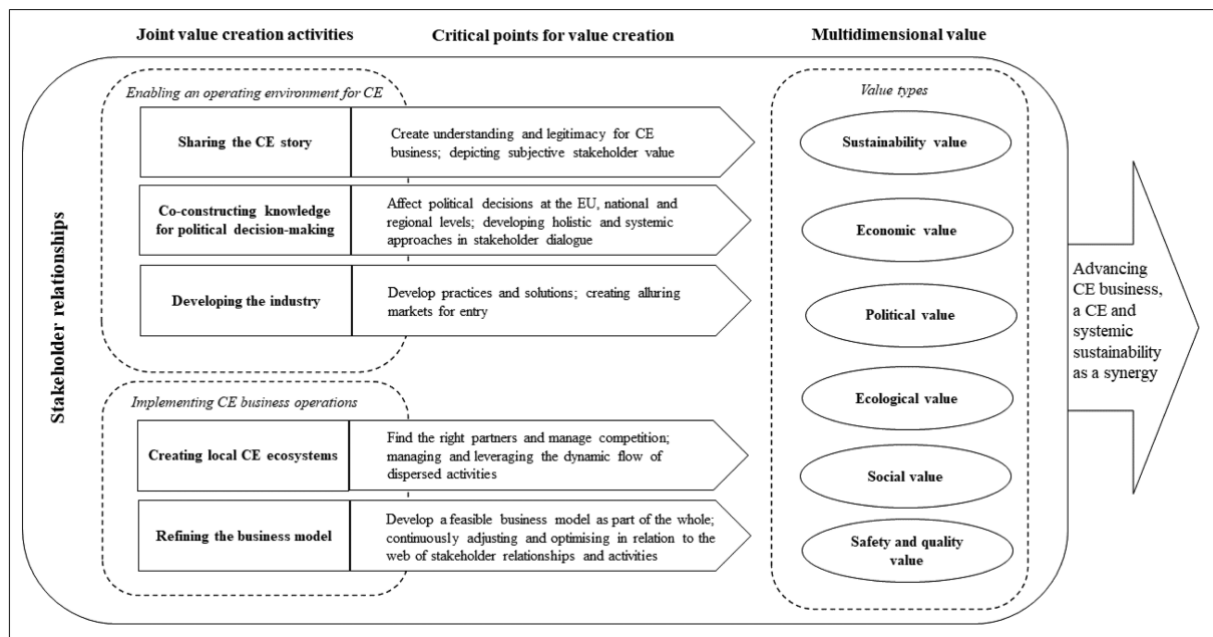 Joint value creation activities
Critical points for value creation
Multidimensional value
Stakeholder relationships
Enabling an operating environment for CE
Sharing the CE story
Create understanding and legitimacy for CE
business; depicting subjective stakeholder value
Co-constructing knowledge
for political decision-making
Affect political decisions at the EU, national and
regional levels; developing holistic and systemic
approaches in stakeholder dialogue
Developing the industry
Develop practices and solutions; creating alluring
markets for entry
Implementing CE business operations
Creating local CE ecosystems
Find the right partners and manage competition;
managing and leveraging the dynamic flow of
dispersed activities
Refining the business model
Develop a feasible business model as part of the whole;
continuously adjusting and optimising in relation to the
web of stakeholder relationships and activities
Value types
Sustainability value
Economic value
Political value
Ecological value
Social value
Safety and quality
value
Advancing
CE business,
a CE and
systemic
sustainability
as a synergy